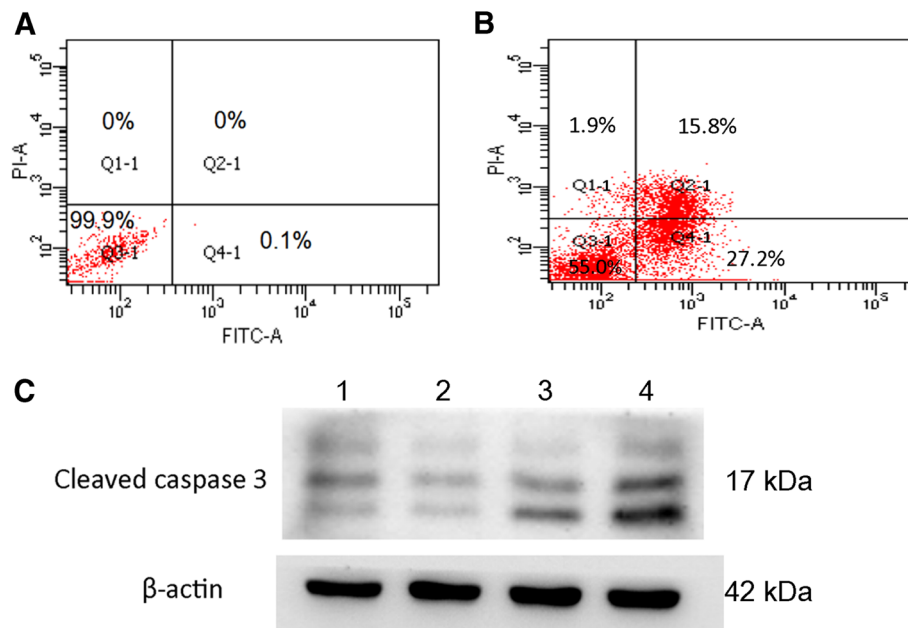 A
B
PI-A
10^5
10^4
10^3
10^2
0%
0%
Q1-1
Q2-1
99.9%
Q3-1
Q4-1
0.1%
10^2
10^3
10^4
10^5
FITC-A
PI-A
10^5
10^4
10^3
10^2
1.9%
15.8%
Q1-1
Q2-1
Q3-1
Q4-1
55.0%
27.2%
10^2
10^3
10^4
10^5
FITC-A
C
1 2 3 4
Cleaved caspase 3
17 kDa
β-actin
42 kDa